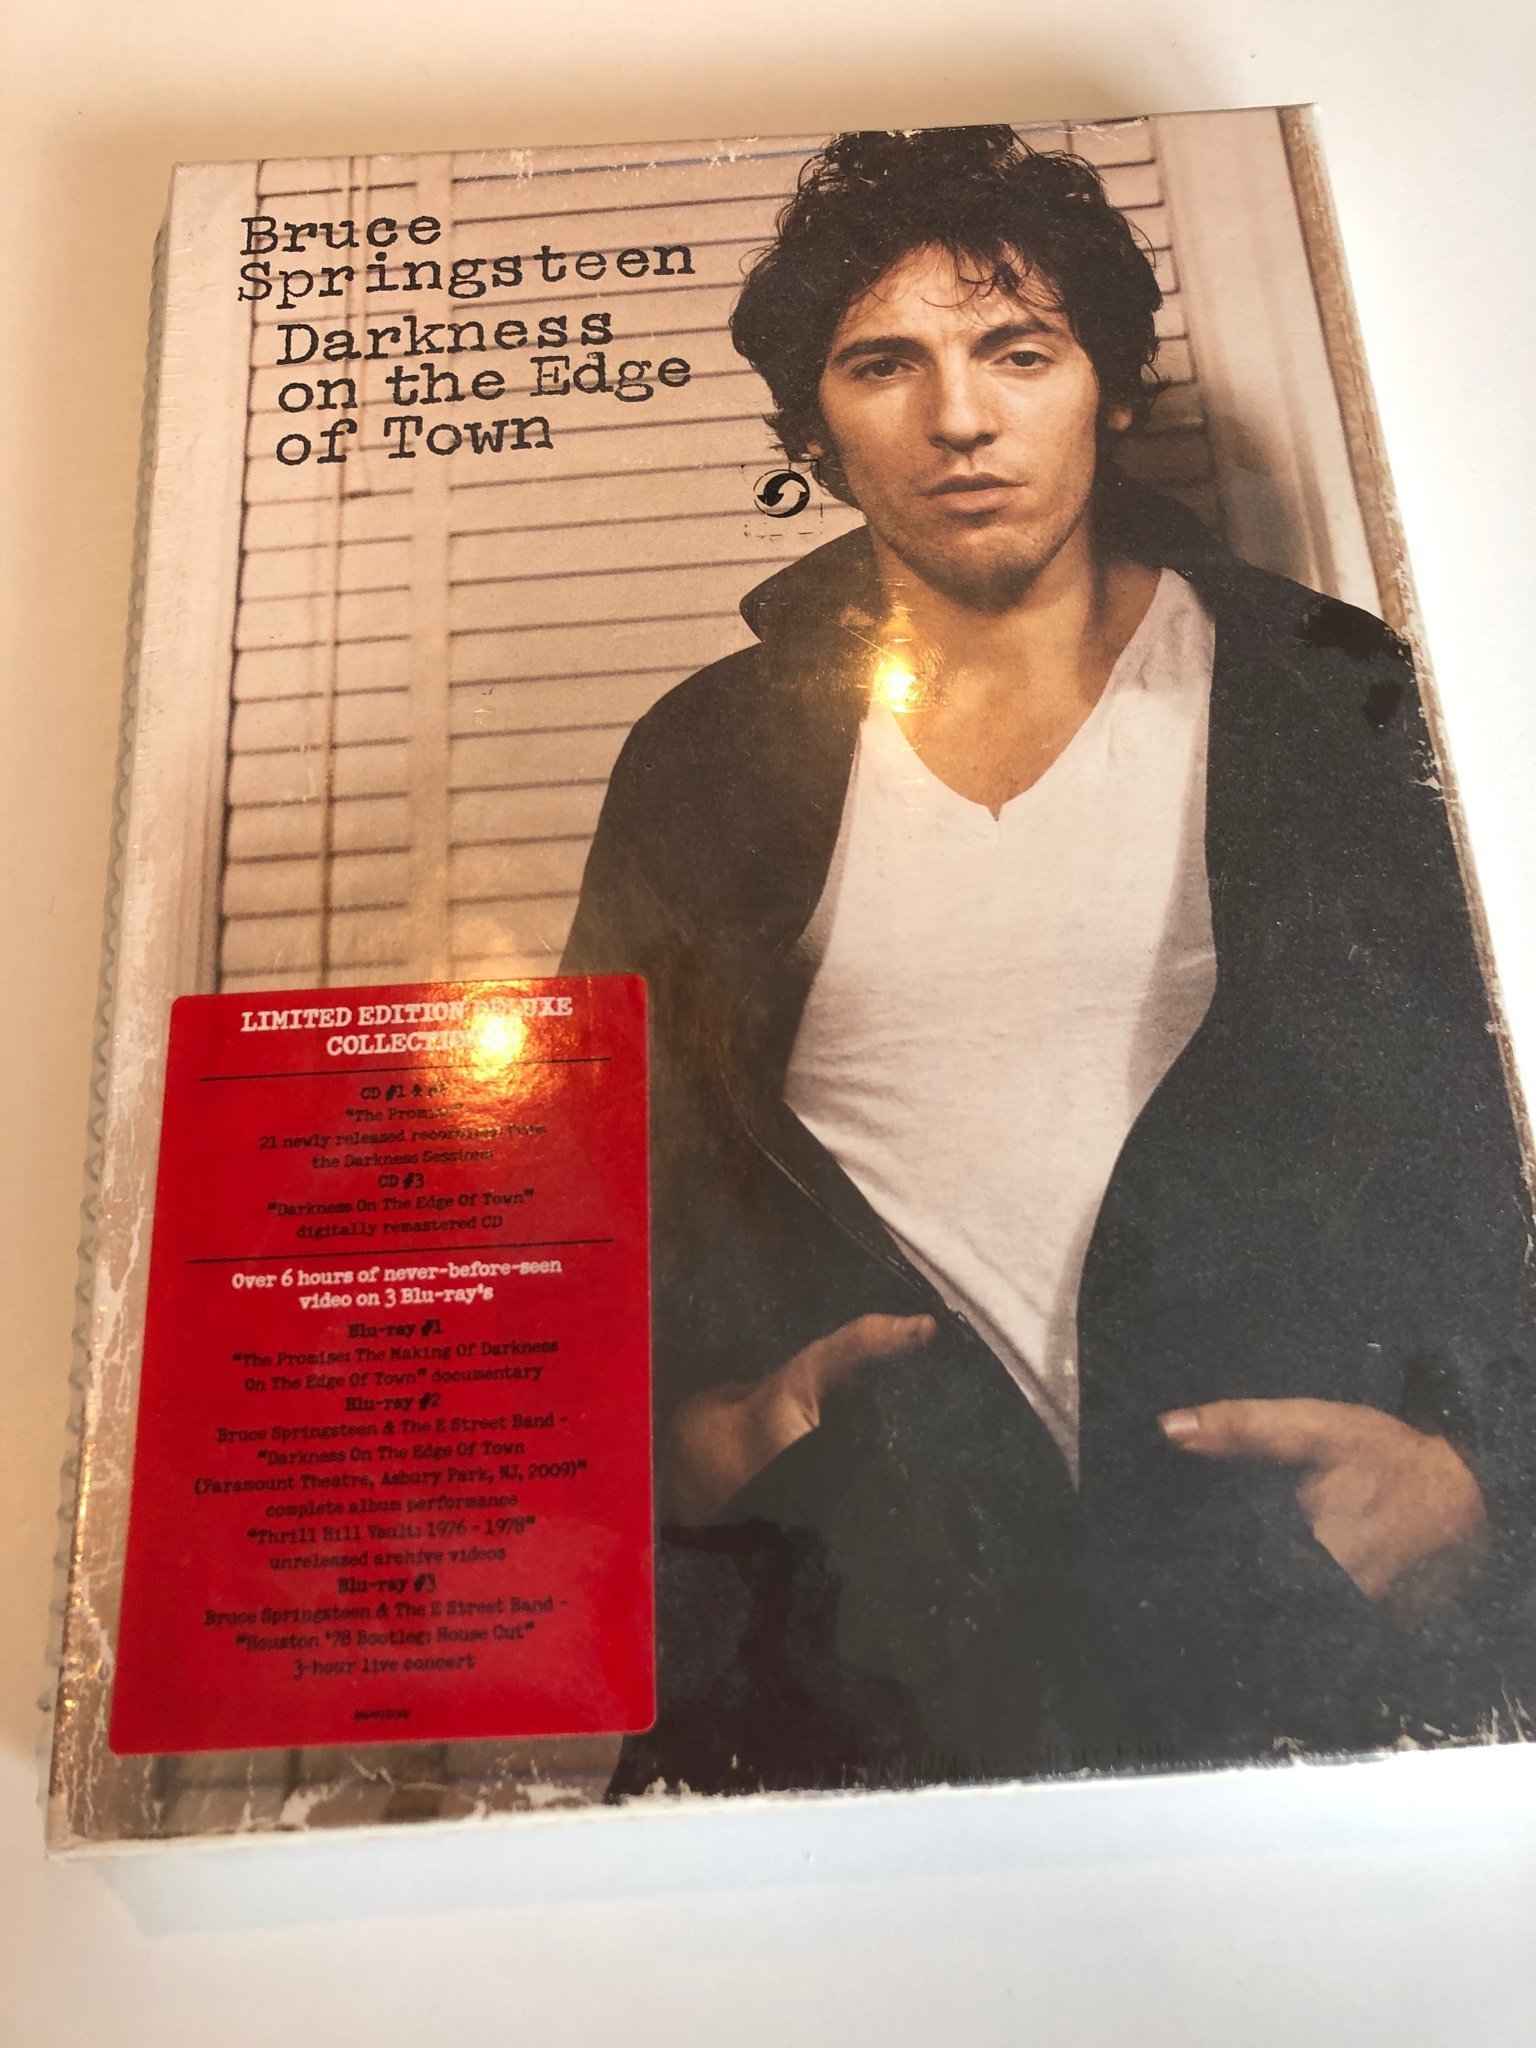 Bruce
Springsteen
Darkness
on the Edge
of Town
LIMITED EDITION DELUXE
COLLECTI
CD #1 &
"The Promise"
21 newly released recordings from
the Darkness Sessions
CD #3
"Darkness On The Edge Of Town"
digitally remastered CD
Over 6 hours of never-before-seen
video on 3 Blu-ray's
Blu-ray #1
"The Promise: The Making Of Darkness
On The Edge Of Town" documentary
Blu-ray #2
Bruce Springsteen & The E Street Band -
"Darkness On The Edge Of Town
(Paramount Theatre, Asbury Park, NJ, 2009)"
complete album performance
"Thrill Hill Vault: 1976 - 1978"
unreleased archive videos
Blu-ray #3
Bruce Springsteen & The E Street Band -
"Houston '78 Bootleg: House Cut"
3-hour live concert